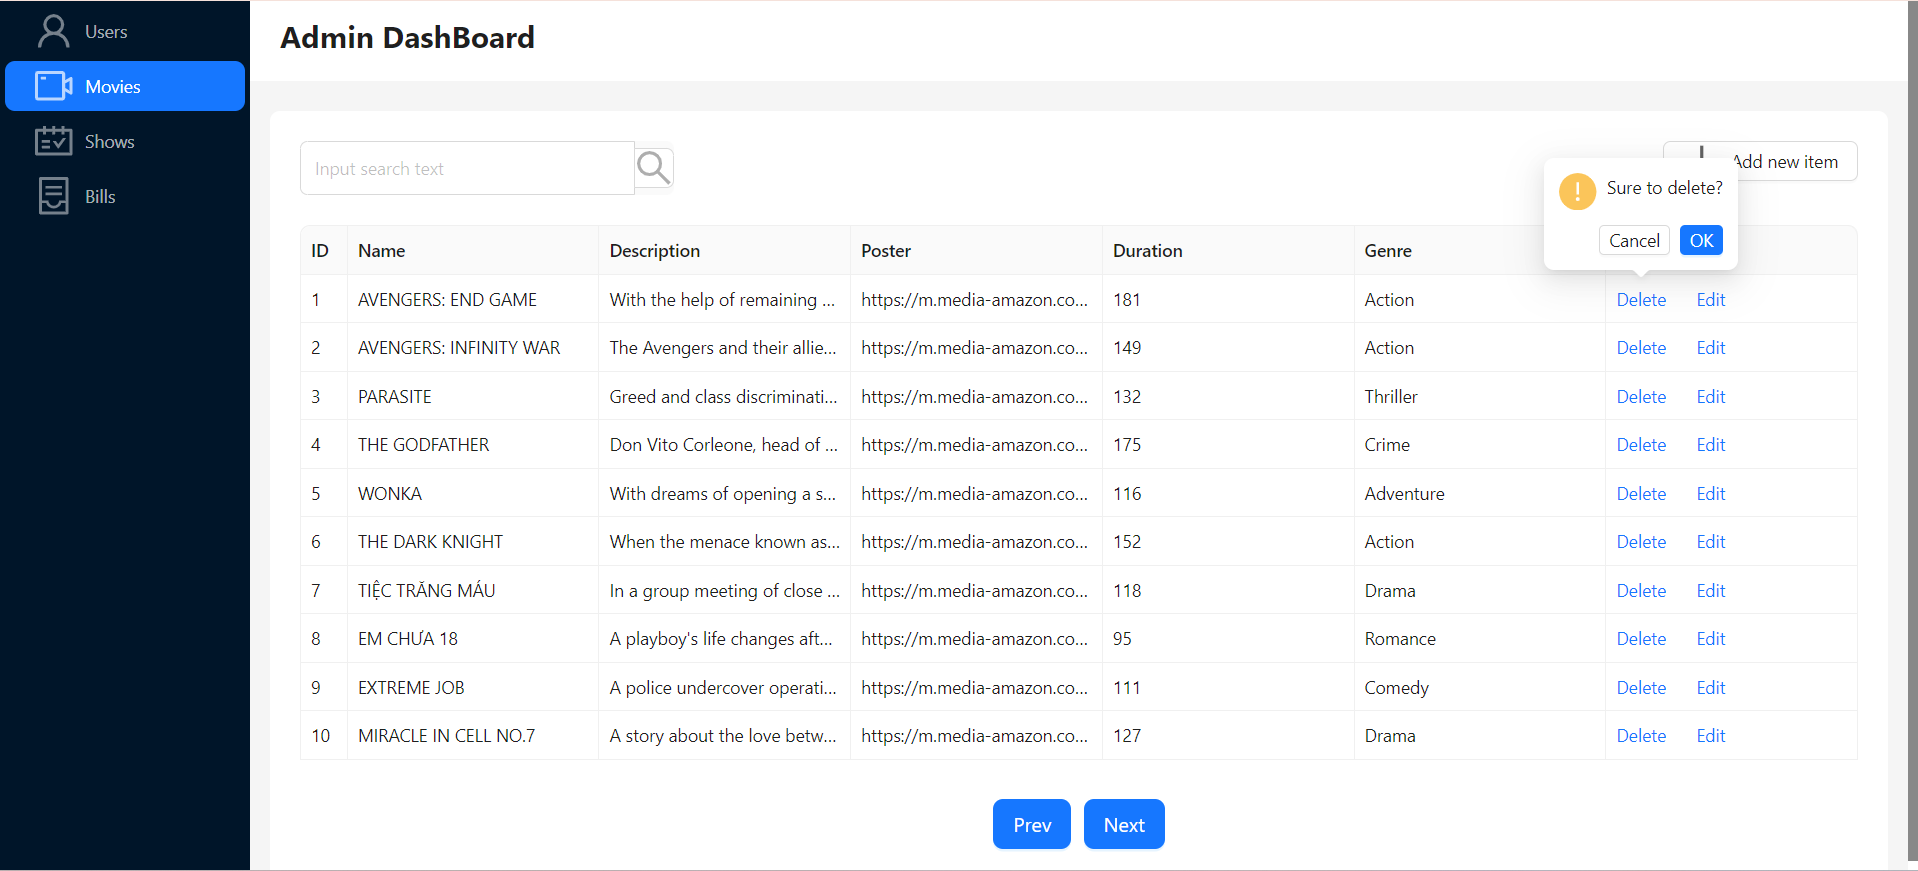 Users
Movies
Shows
Bills
Admin DashBoard
Input search text
Add new item
Sure to delete?
Cancel OK
ID Name Description Poster Duration Genre
1 AVENGERS: END GAME With the help of remaining ... https://m.media-amazon.co... 181 Action Delete Edit
2 AVENGERS: INFINITY WAR The Avengers and their allie... https://m.media-amazon.co... 149 Action Delete Edit
3 PARASITE Greed and class discriminati... https://m.media-amazon.co... 132 Thriller Delete Edit
4 THE GODFATHER Don Vito Corleone, head of ... https://m.media-amazon.co... 175 Crime Delete Edit
5 WONKA With dreams of opening a s... https://m.media-amazon.co... 116 Adventure Delete Edit
6 THE DARK KNIGHT When the menace known as... https://m.media-amazon.co... 152 Action Delete Edit
7 TIỆC TRĂNG MÁU In a group meeting of close ... https://m.media-amazon.co... 118 Drama Delete Edit
8 EM CHƯA 18 A playboy's life changes aft... https://m.media-amazon.co... 95 Romance Delete Edit
9 EXTREME JOB A police undercover operati... https://m.media-amazon.co... 111 Comedy Delete Edit
10 MIRACLE IN CELL NO.7 A story about the love betw... https://m.media-amazon.co... 127 Drama Delete Edit
Prev Next